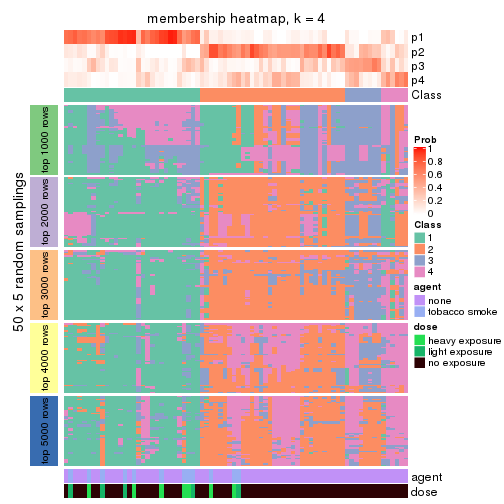 membership heatmap, k = 4
p1
p2
p3
p4
Class
50 x 5 random samplings
top 1000 rows
top 2000 rows
top 3000 rows
top 4000 rows
top 5000 rows
agent
dose
Prob
1
0.8
0.6
0.4
0.2
0
Class
1
2
3
4
agent
none
tobacco smoke
dose
heavy exposure
light exposure
no exposure